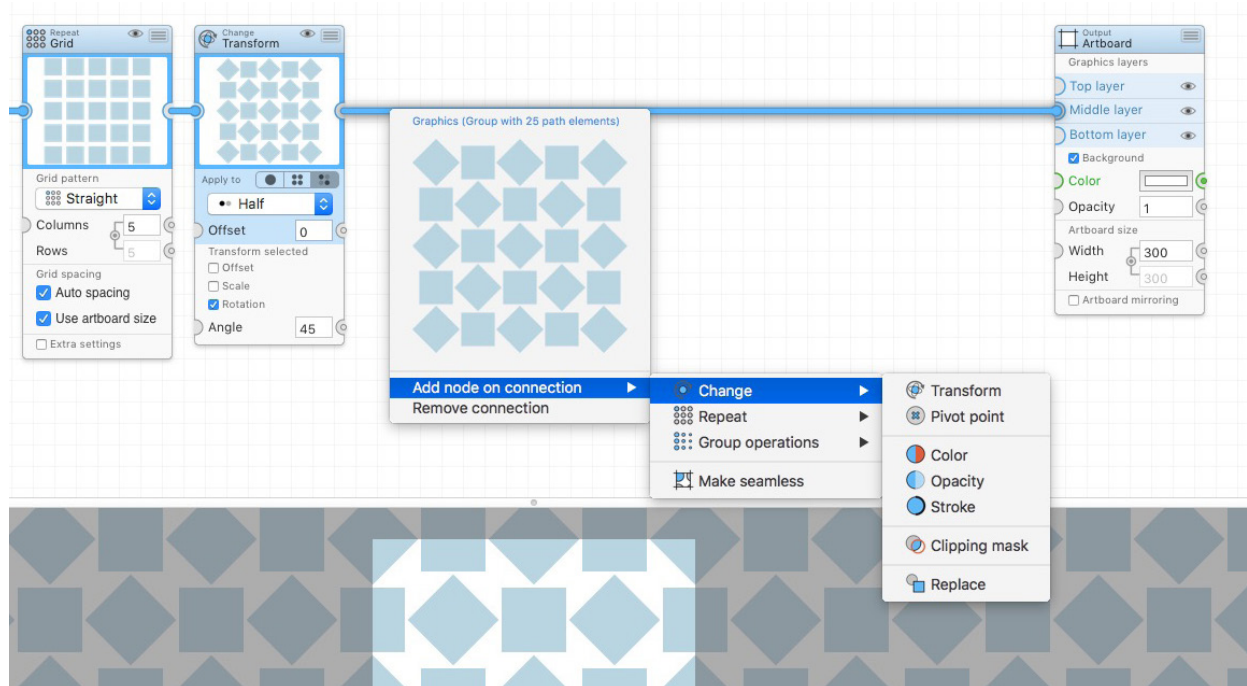 Repeat
Grid
Grid pattern
Straight
Columns 5
Rows 5
Grid spacing
Auto spacing
Use artboard size
Extra settings
Change
Transform
Apply to
Half
Offset 0
Transform selected
Offset
Scale
Rotation
Angle 45
Graphics (Group with 25 path elements)
Add node on connection
Remove connection
Change
Repeat
Group operations
Make seamless
Transform
Pivot point
Color
Opacity
Stroke
Clipping mask
Replace
Output
Artboard
Graphics layers
Top layer
Middle layer
Bottom layer
Background
Color
Opacity 1
Artboard size
Width 300
Height 300
Artboard mirroring